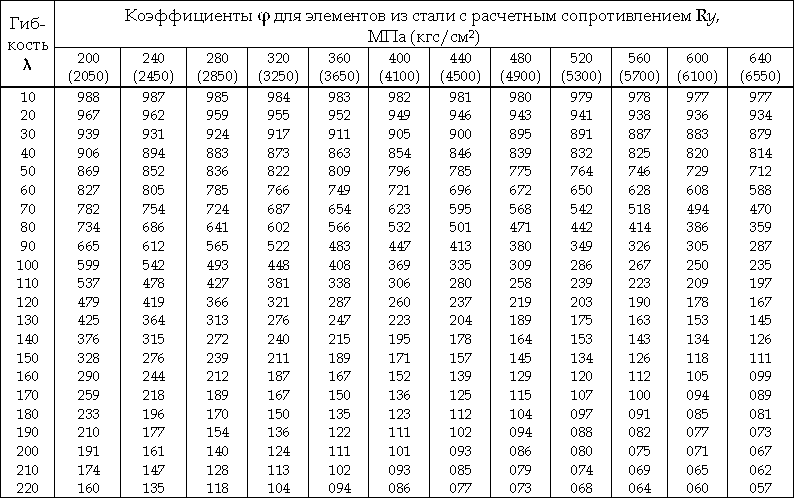 Гиб-
кость
λ
Коэффициенты φ для элементов из стали с расчетным сопротивлением Ry,
МПа (кгс/см²)
200 240 280 320 360 400 440 480 520 560 600 640
(2050) (2450) (2850) (3250) (3650) (4100) (4500) (4900) (5300) (5700) (6100) (6550)
10 988 987 985 984 983 982 981 980 979 978 977 977
20 967 962 959 955 952 949 946 943 941 938 936 934
30 939 931 924 917 911 905 900 895 891 887 883 879
40 906 894 883 873 863 854 846 839 832 825 820 814
50 869 852 836 822 809 796 785 775 764 746 729 712
60 827 805 785 766 749 721 696 672 650 628 608 588
70 782 754 724 687 654 623 595 568 542 518 494 470
80 734 686 641 602 566 532 501 471 442 414 386 359
90 665 612 565 522 483 447 413 380 349 326 305 287
100 599 542 493 448 408 369 335 309 286 267 250 235
110 537 478 427 381 338 306 280 258 239 223 209 197
120 479 419 366 321 287 260 237 219 203 190 178 167
130 425 364 313 276 247 223 204 189 175 163 153 145
140 376 315 272 240 215 195 178 164 153 143 134 126
150 328 276 239 211 189 171 157 145 134 126 118 111
160 290 244 212 187 167 152 139 129 120 112 105 099
170 259 218 189 167 150 136 125 115 107 100 094 089
180 233 196 170 150 135 123 112 104 097 091 085 081
190 210 177 154 136 122 111 102 094 088 082 077 073
200 191 161 140 124 111 101 093 086 080 075 071 067
210 174 147 128 113 102 093 085 079 074 069 065 062
220 160 135 118 104 094 086 077 073 068 064 060 057